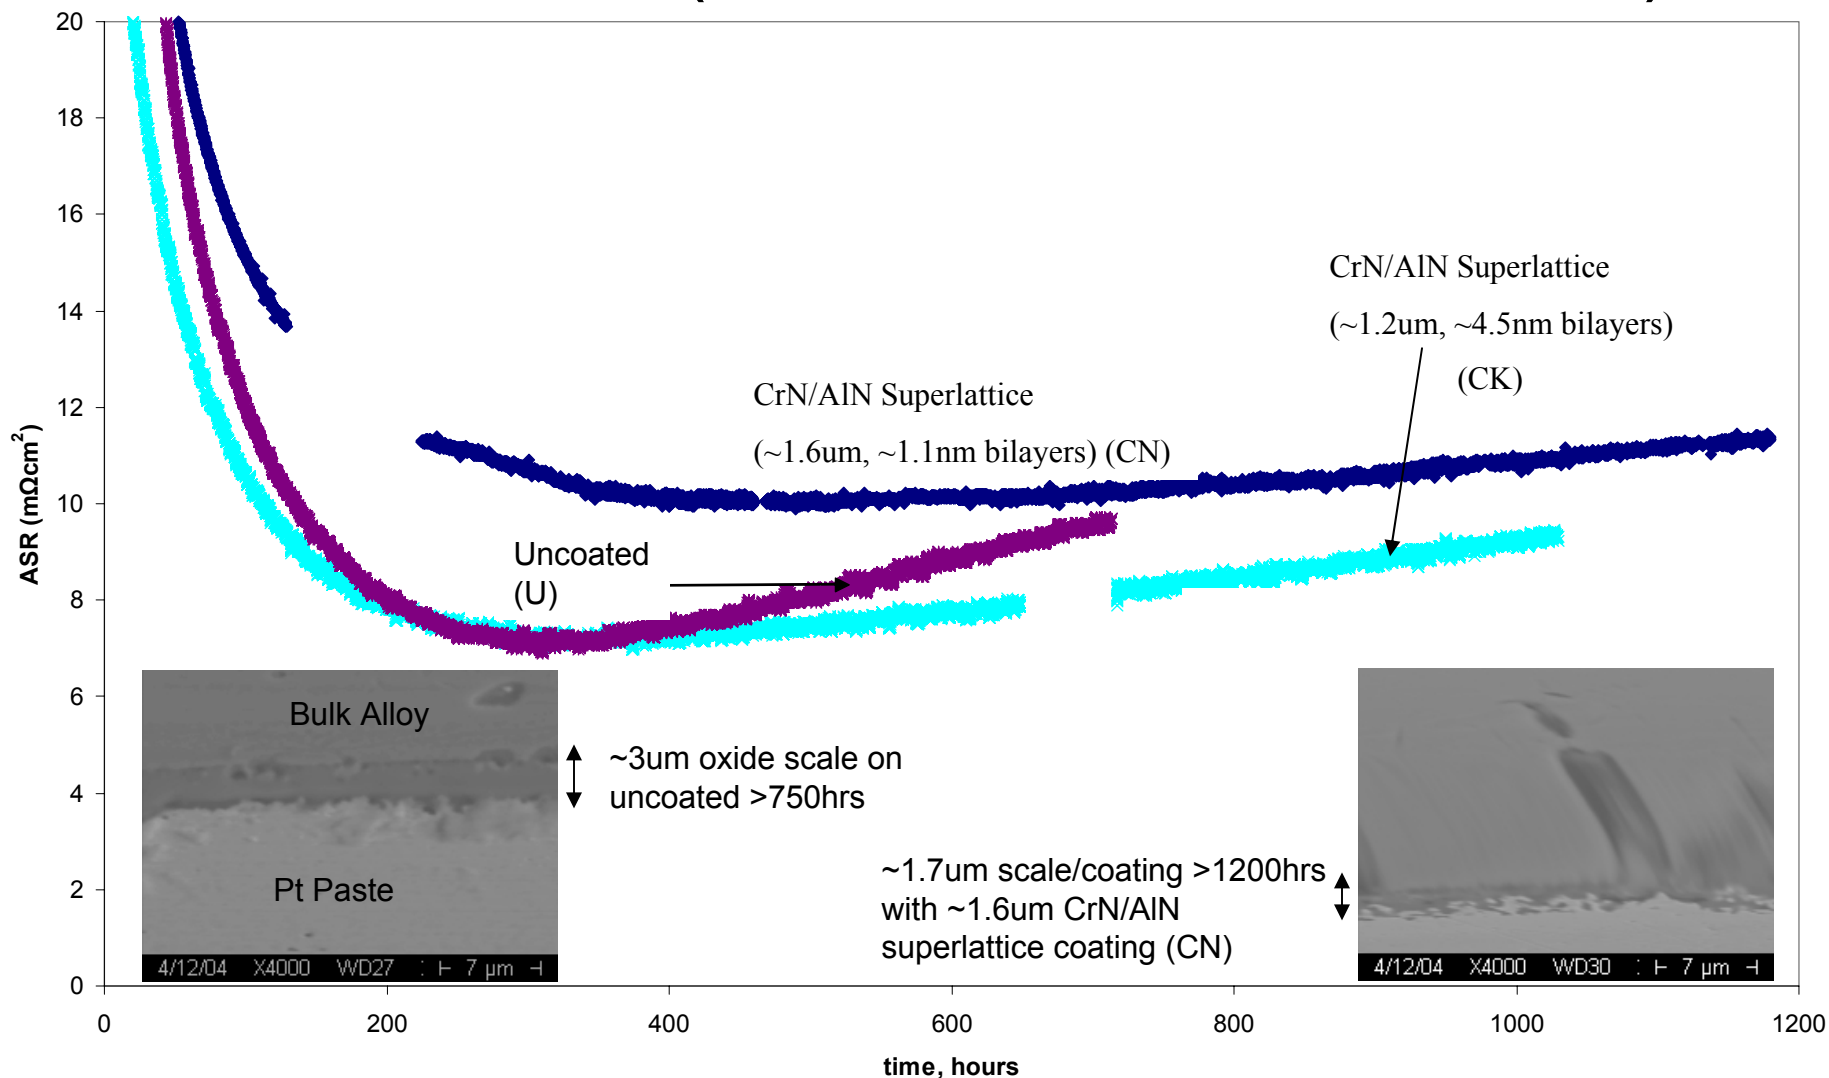 20
18
16
14
12
10
8
6
4
2
0
ASR (mΩcm²)
0
200
400
600
800
1000
1200
time, hours
CrN/AlN Superlattice
(~1.2um, ~4.5nm bilayers)
(CK)
CrN/AlN Superlattice
(~1.6um, ~1.1nm bilayers) (CN)
Uncoated
(U)
Bulk Alloy
Pt Paste
4/12/04 X4000 WD27 : ⊢ 7 µm ⊣
~3um oxide scale on
uncoated >750hrs
~1.7um scale/coating >1200hrs
with ~1.6um CrN/AlN
superlattice coating (CN)
4/12/04 X4000 WD30 : ⊢ 7 µm ⊣